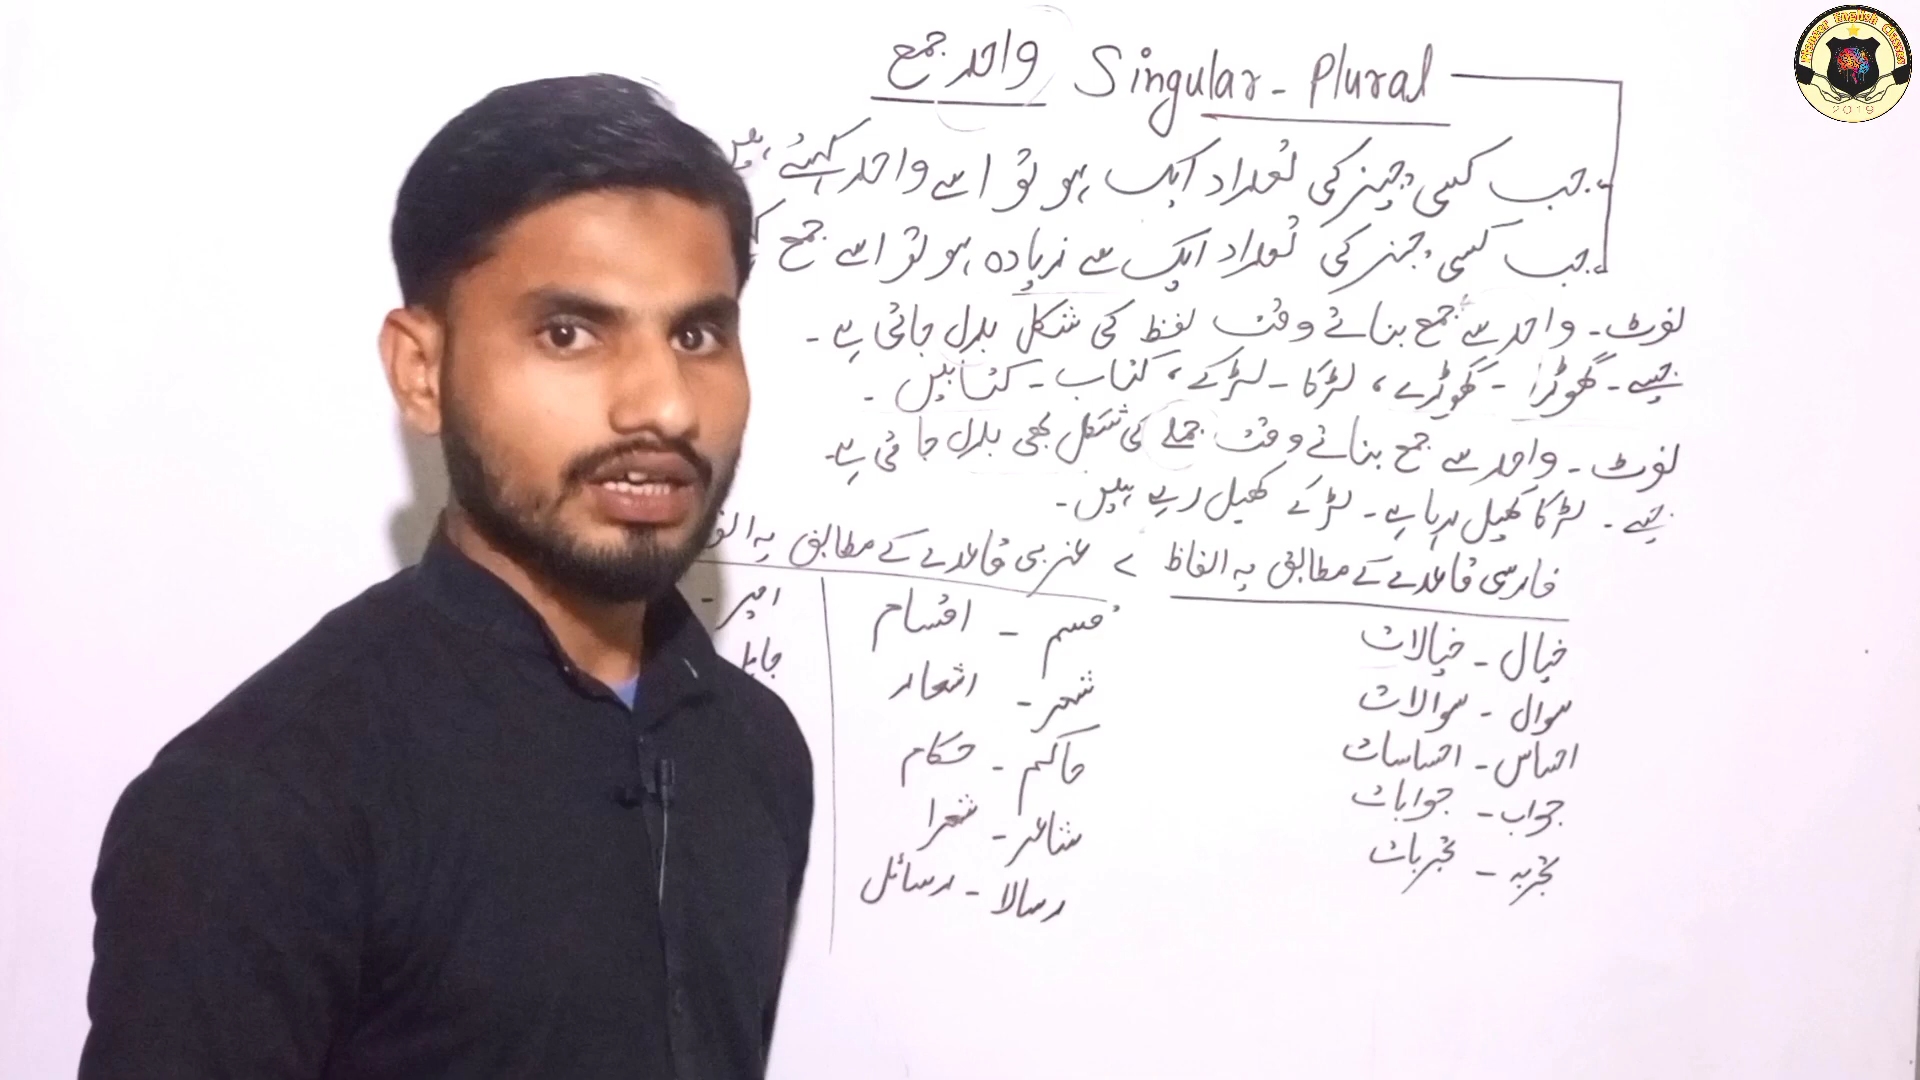 واحد جمع Singular - Plural
جب کسی چیز کی تعداد ایک ہو تو اسے واحد کہتے ہیں
جب کسی چیز کی تعداد ایک سے زیادہ ہو تو اسے جمع
نوٹ - واحد سے جمع بناتے وقت لفظ کی شکل بدل جاتی ہے -
جیسے - گھوڑا - گھوڑے ، لڑکا - لڑکے ، کتاب - کتابیں -
نوٹ - واحد سے جمع بناتے وقت جملے کی شکل بھی بدل جاتی ہے -
جیسے - لڑکا کھیل رہا ہے - لڑکے کھیل رہے ہیں -
فارسی قاعدے کے مطابق یہ الفاظ > عربی قاعدے کے مطابق یہ
خیال - خیالات
سوال - سوالات
احساس - احساسات
جواب - جوابات
تجربہ - تجربات
قسم - اقسام
شعر - اشعار
حاکم - حکام
شاعر - شعرا
رسالا - رسائل
امیر -
English
2019